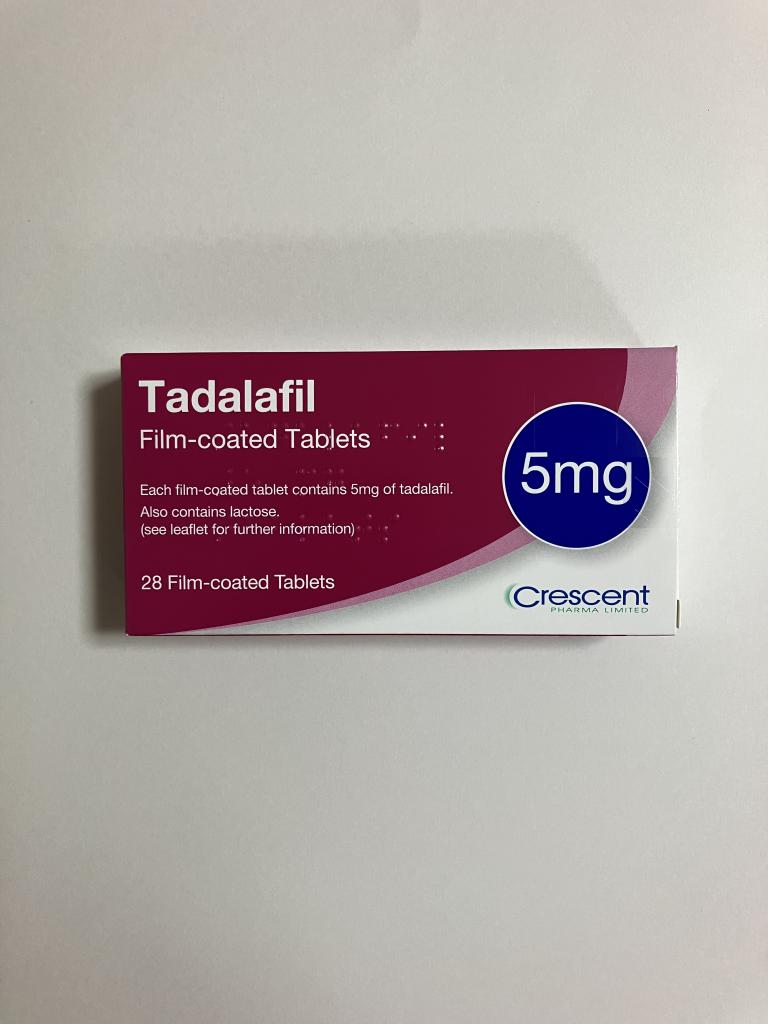 Tadalafil
Film-coated Tablets
Each film-coated tablet contains 5mg of tadalafil.
Also contains lactose.
(see leaflet for further information)
28 Film-coated Tablets
5mg
Crescent
PHARMA LIMITED